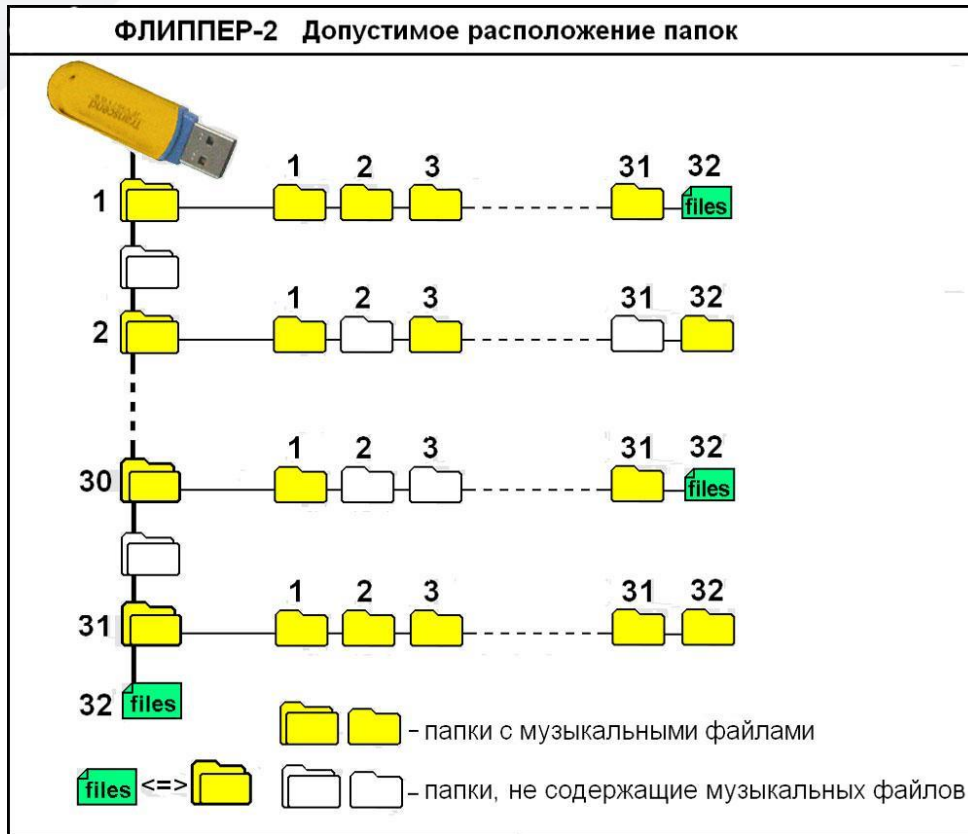 ФЛИППЕР-2 Допустимое расположение папок
Transcend
1 2 3 31 32
1 files
1 2 3 31 32
2
1 2 3 31 32
30 files
1 2 3 31 32
31
32 files
– папки с музыкальными файлами
files <=>
– папки, не содержащие музыкальных файлов